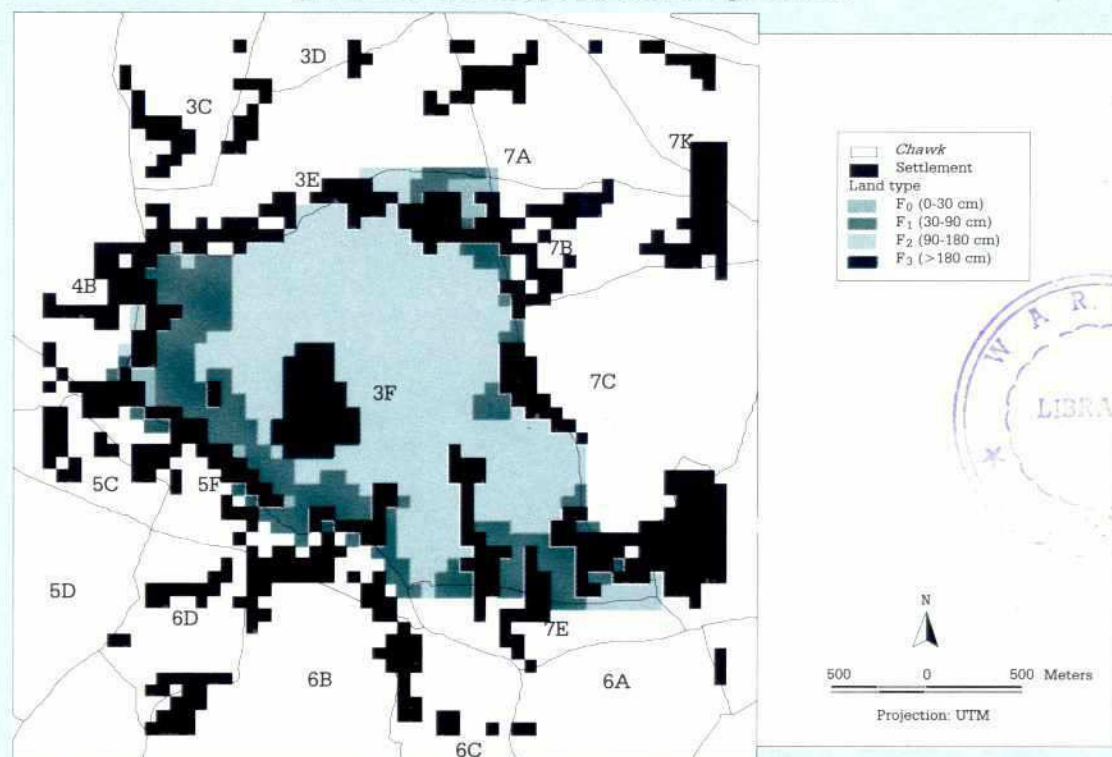 3D
3C
7K
7A
3E
7B
4B
7C
3F
5C
5F
5D
6D
7E
6B
6A
6C
Chawk
Settlement
Land type
F₀ (0-30 cm)
F₁ (30-90 cm)
F₂ (90-180 cm)
F₃ (>180 cm)
W A R
LIBRA
N
500 0 500 Meters
Projection: UTM